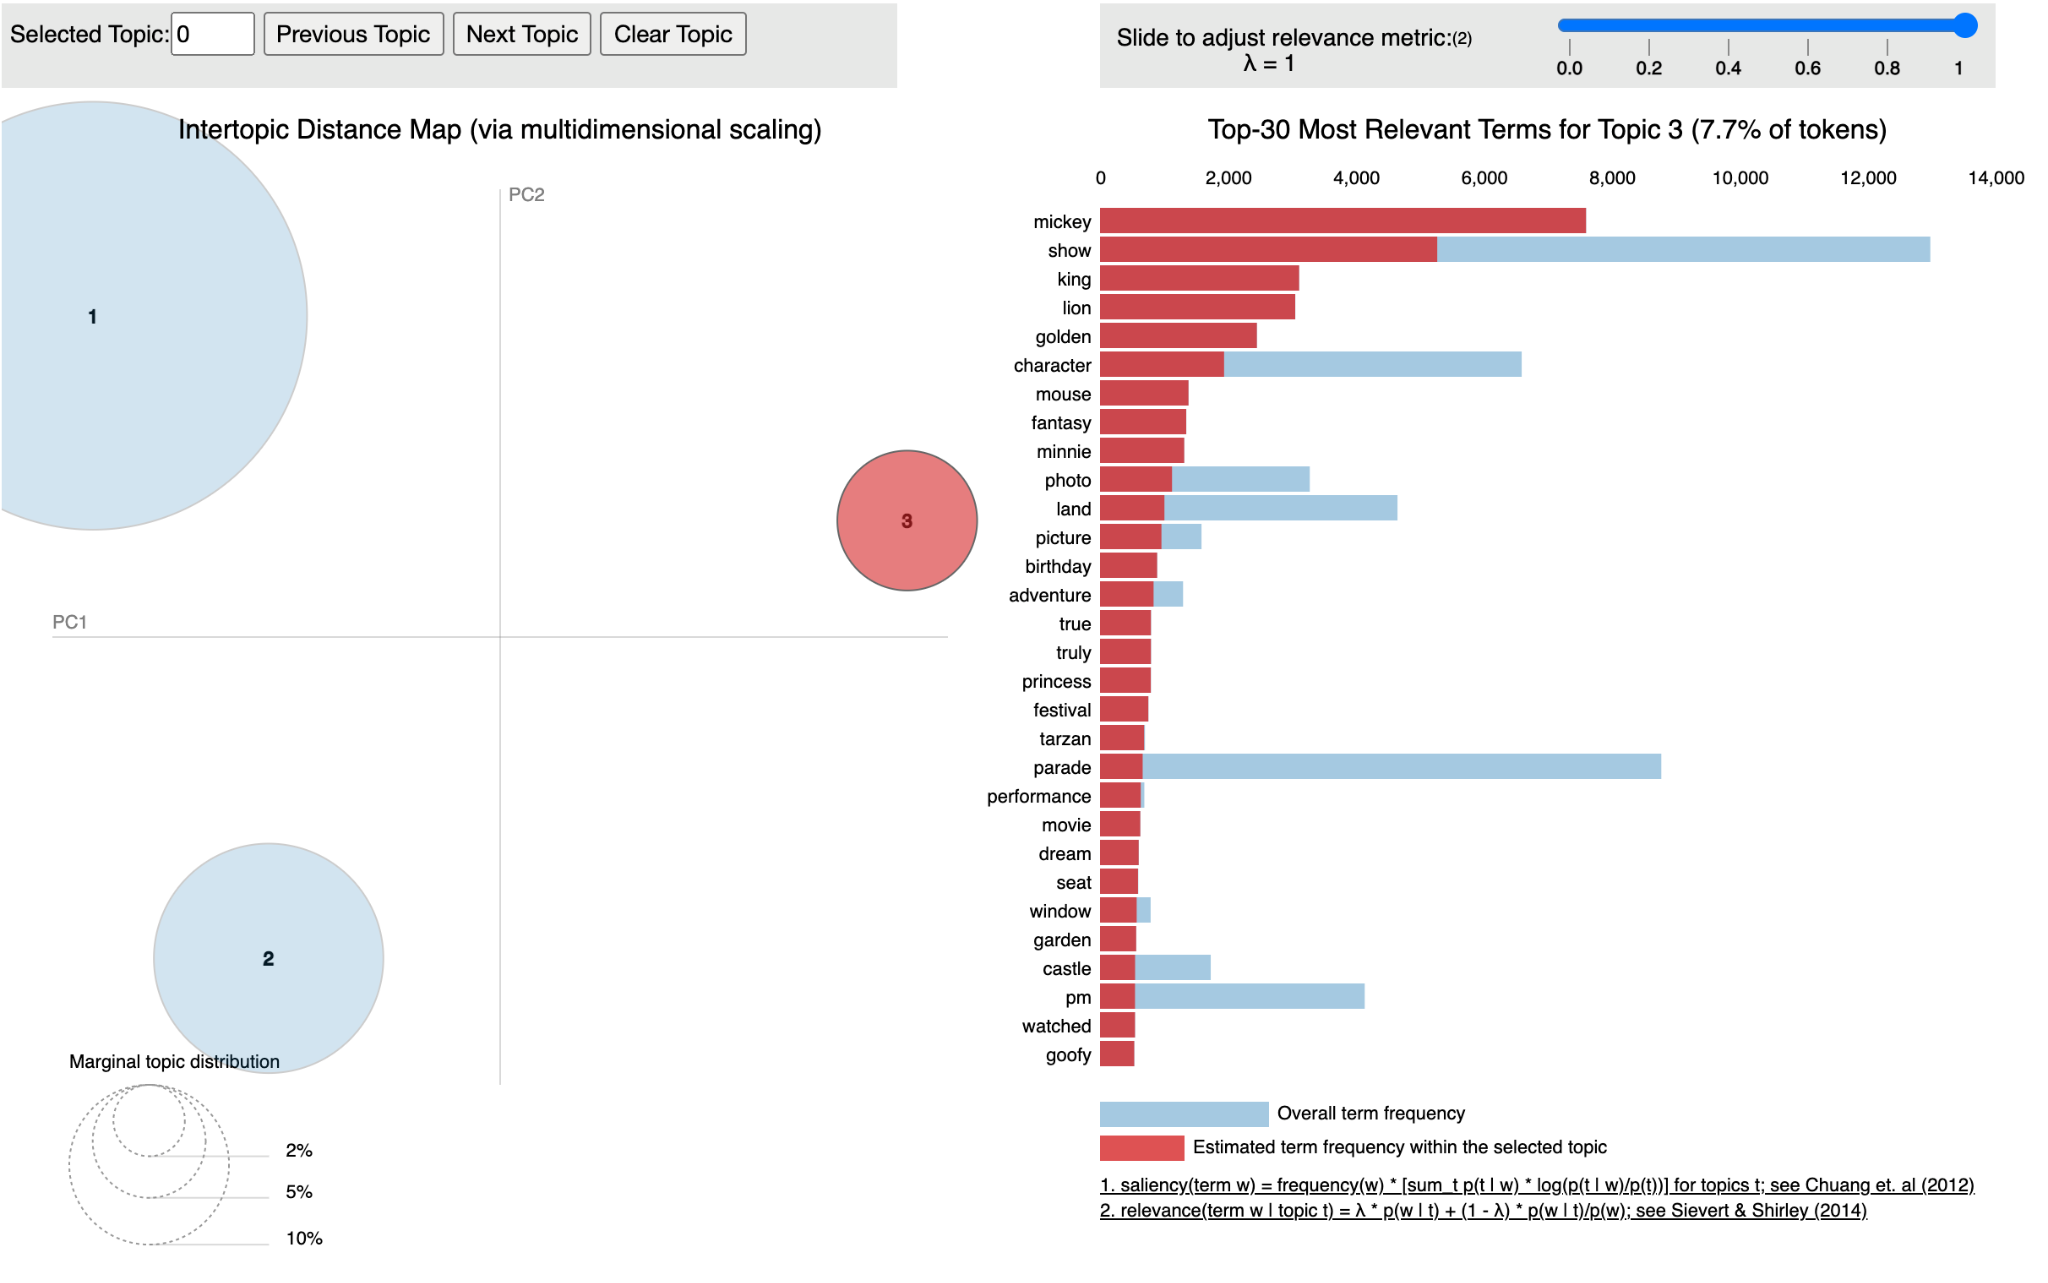 Selected Topic: 0 Previous Topic Next Topic Clear Topic
Slide to adjust relevance metric:(2)
λ = 1
0.0 0.2 0.4 0.6 0.8 1
Intertopic Distance Map (via multidimensional scaling)
PC2
1
3
PC1
2
Marginal topic distribution
2%
5%
10%
Top-30 Most Relevant Terms for Topic 3 (7.7% of tokens)
0 2,000 4,000 6,000 8,000 10,000 12,000 14,000
mickey
show
king
lion
golden
character
mouse
fantasy
minnie
photo
land
picture
birthday
adventure
true
truly
princess
festival
tarzan
parade
performance
movie
dream
seat
window
garden
castle
pm
watched
goofy
Overall term frequency
Estimated term frequency within the selected topic
1. saliency(term w) = frequency(w) * [sum_t p(t | w) * log(p(t | w)/p(t))] for topics t; see Chuang et. al (2012)
2. relevance(term w | topic t) = λ * p(w | t) + (1 - λ) * p(w | t)/p(w); see Sievert & Shirley (2014)